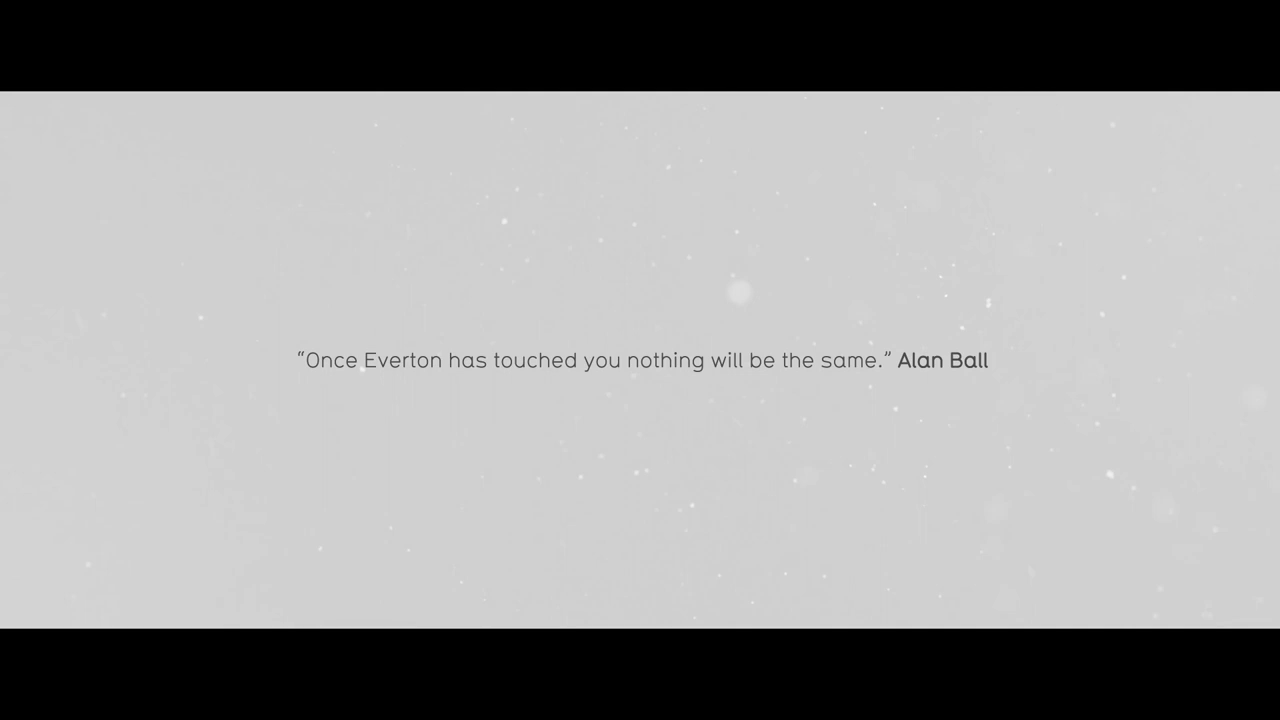 “Once Everton has touched you nothing will be the same.” Alan Ball